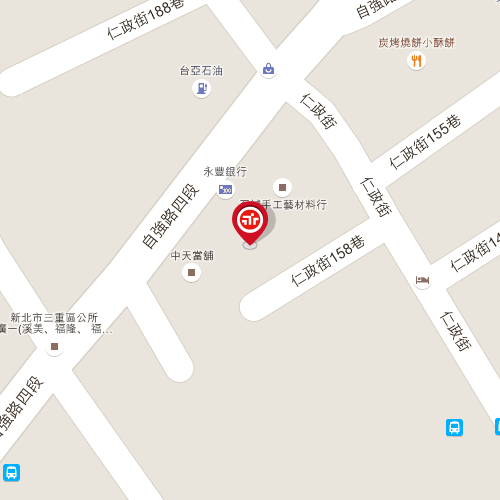 仁政街188巷
自強路四段
炭烤燒餅小酥餅
台亞石油
仁政街
仁政街155巷
永豐銀行
手工藝材料行
仁政街
自強路四段
中天當舖
仁政街158巷
仁政街14
新北市三重區公所
廣一(溪美、福隆、 福...
仁政街
自強路四段